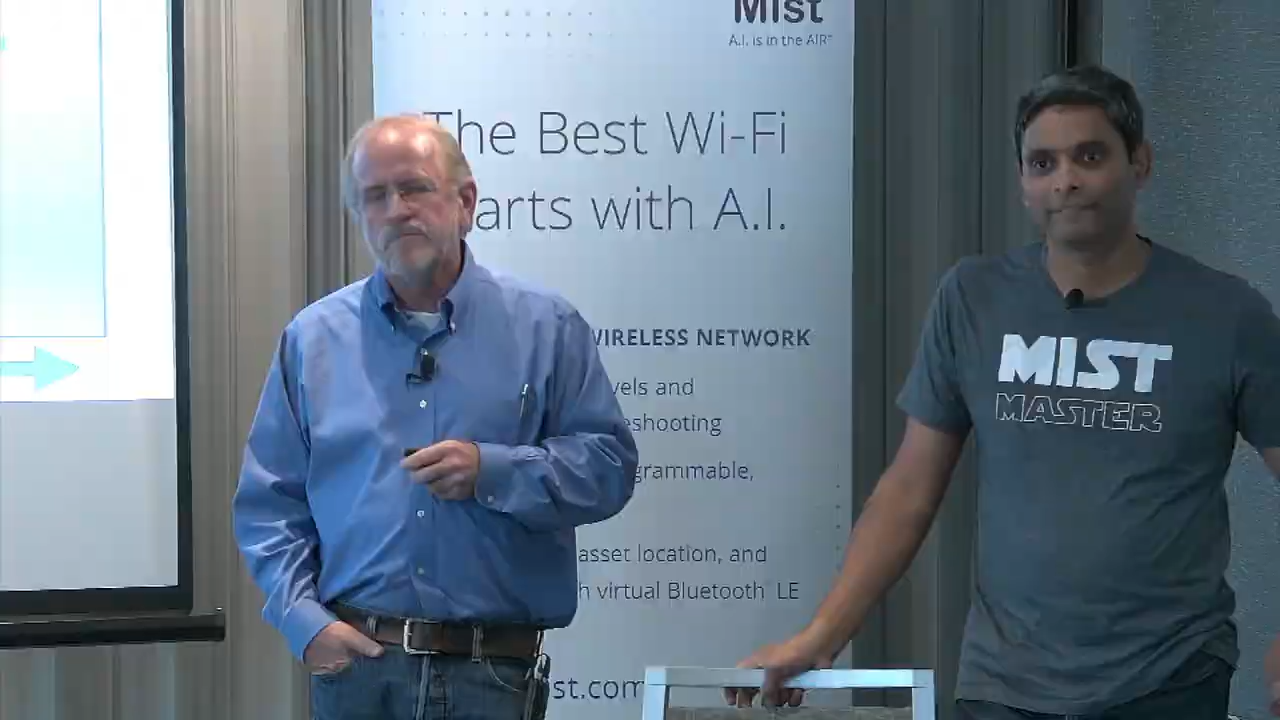 Mist
A.I. is in the AIR™
The Best Wi-Fi
arts with A.I.
WIRELESS NETWORK
vels and
eshooting
grammable,
asset location, and
h virtual Bluetooth LE
st.com
MIST
MASTER